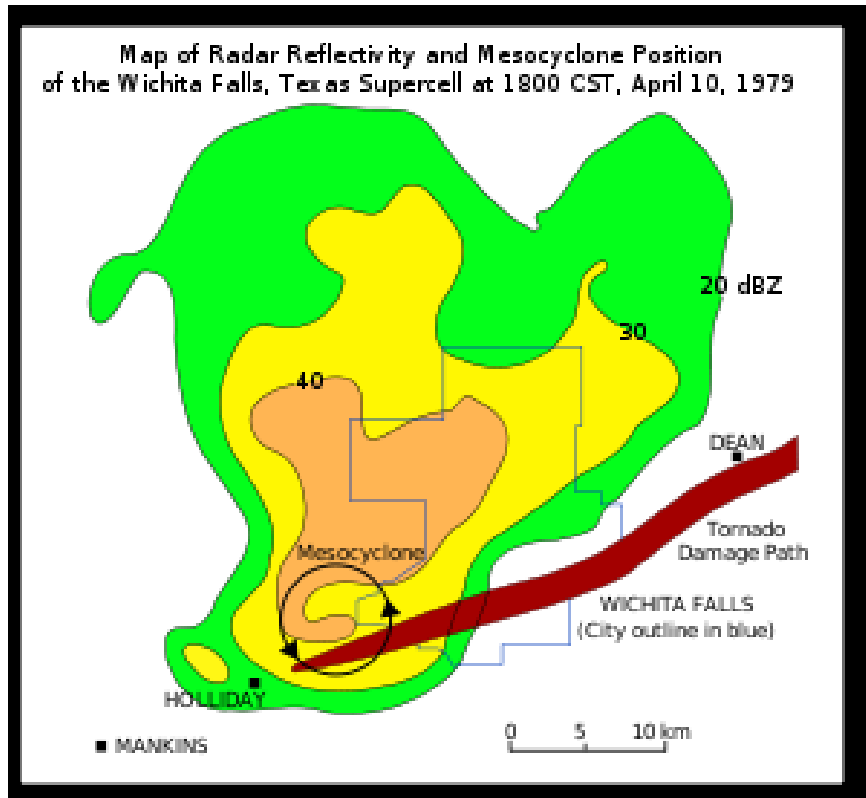 Map of Radar Reflectivity and Mesocyclone Position
of the Wichita Falls, Texas Supercell at 1800 CST, April 10, 1979
20 dBZ
30
40
DEAN
Tornado
Damage Path
Mesocyclone
WICHITA FALLS
(City outline in blue)
HOLLIDAY
MANKINS
0 5 10 km